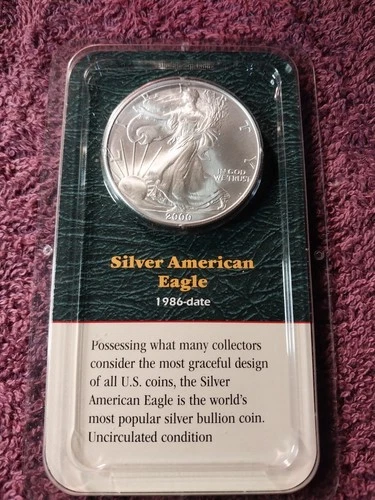 L
Y
IN GOD
WE TRUST
2000
Silver American
Eagle
1986-date
Possessing what many collectors
consider the most graceful design
of all U.S. coins, the Silver
American Eagle is the world's
most popular silver bullion coin.
Uncirculated condition